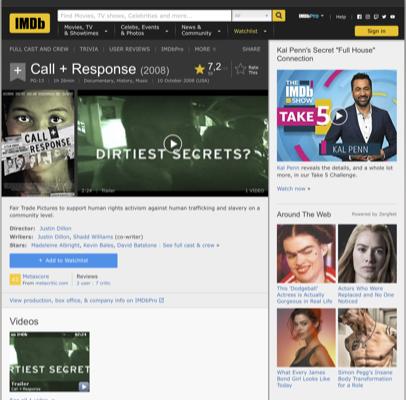 IMDb
Find Movies, TV shows, Celebrities and more...
All
IMDbPro
Help
Movies, TV & Showtimes
Celebs, Events & Photos
News & Community
Watchlist
Sign in
FULL CAST AND CREW | TRIVIA | USER REVIEWS | IMDbPro | MORE
SHARE
Call + Response (2008)
PG-13 | 1h 26min | Documentary, History, Music | 10 October 2008 (USA)
7,2
Rate This
CALL + RESPONSE
DIRTIEST SECRETS?
2:24 | Trailer
1 VIDEO
Fair Trade Pictures to support human rights activism against human trafficking and slavery on a community level.
Director: Justin Dillon
Writers: Justin Dillon, Shadd Williams (co-writer)
Stars: Madeleine Albright, Kevin Bales, David Batstone | See full cast & crew »
+ Add to Watchlist
Metascore
From metacritic.com
Reviews
2 user | 7 critic
View production, box office, & company info on IMDbPro
Videos
DIRTIEST SECRET
Trailer
Call + Response
Kal Penn's Secret "Full House" Connection
THE IMDb SHOW
TAKE 5
KAL PENN
Kal Penn reveals the details, and a whole lot more, in our Take 5 Challenge.
Watch now »
Around The Web
Powered by ZergNet
This 'Dodgeball' Actress is Actually Gorgeous in Real Life
Actors Who Were Replaced and No One Noticed
What Every James Bond Girl Looks Like Today
Simon Pegg's Insane Body Transformation for a Role